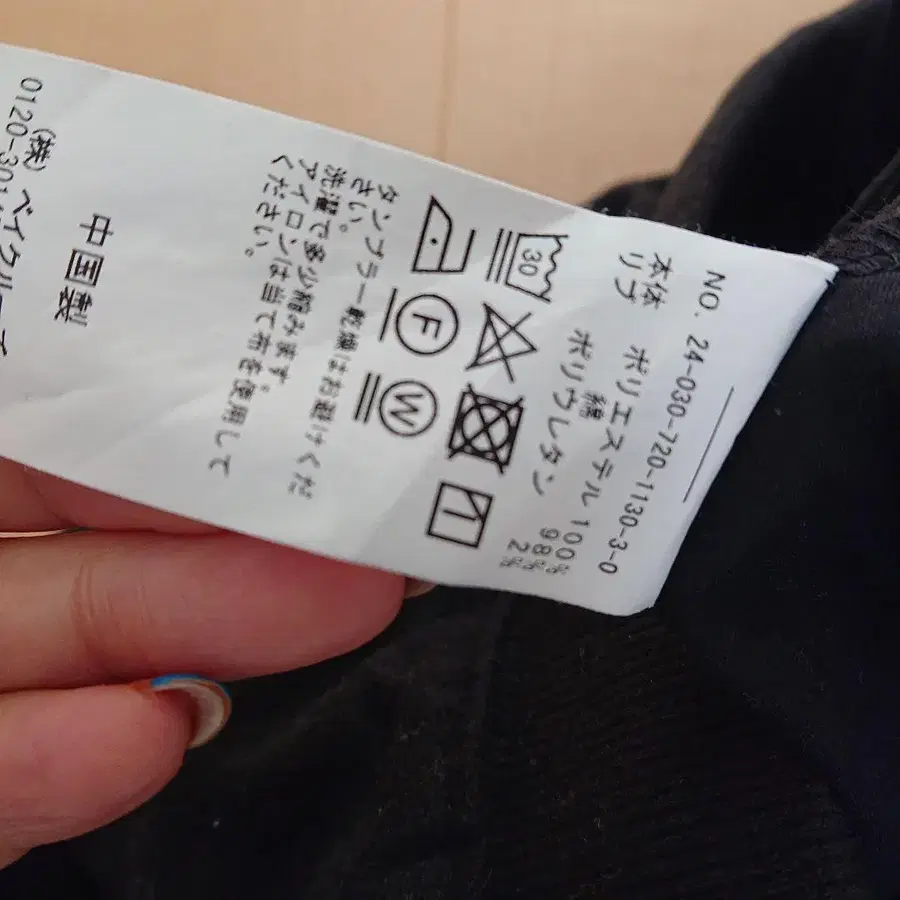 NO. 24-030-720-1130-3-0
本体 ポリエステル 100%
リブ 綿 98%
ポリウレタン 2%
30
F
W
タンブラー乾燥はお避けくだ
さい。
洗濯で多少縮みます。
アイロンは当て布を使用して
ください。
中国製
(株)ベイクルーズ
0120-301